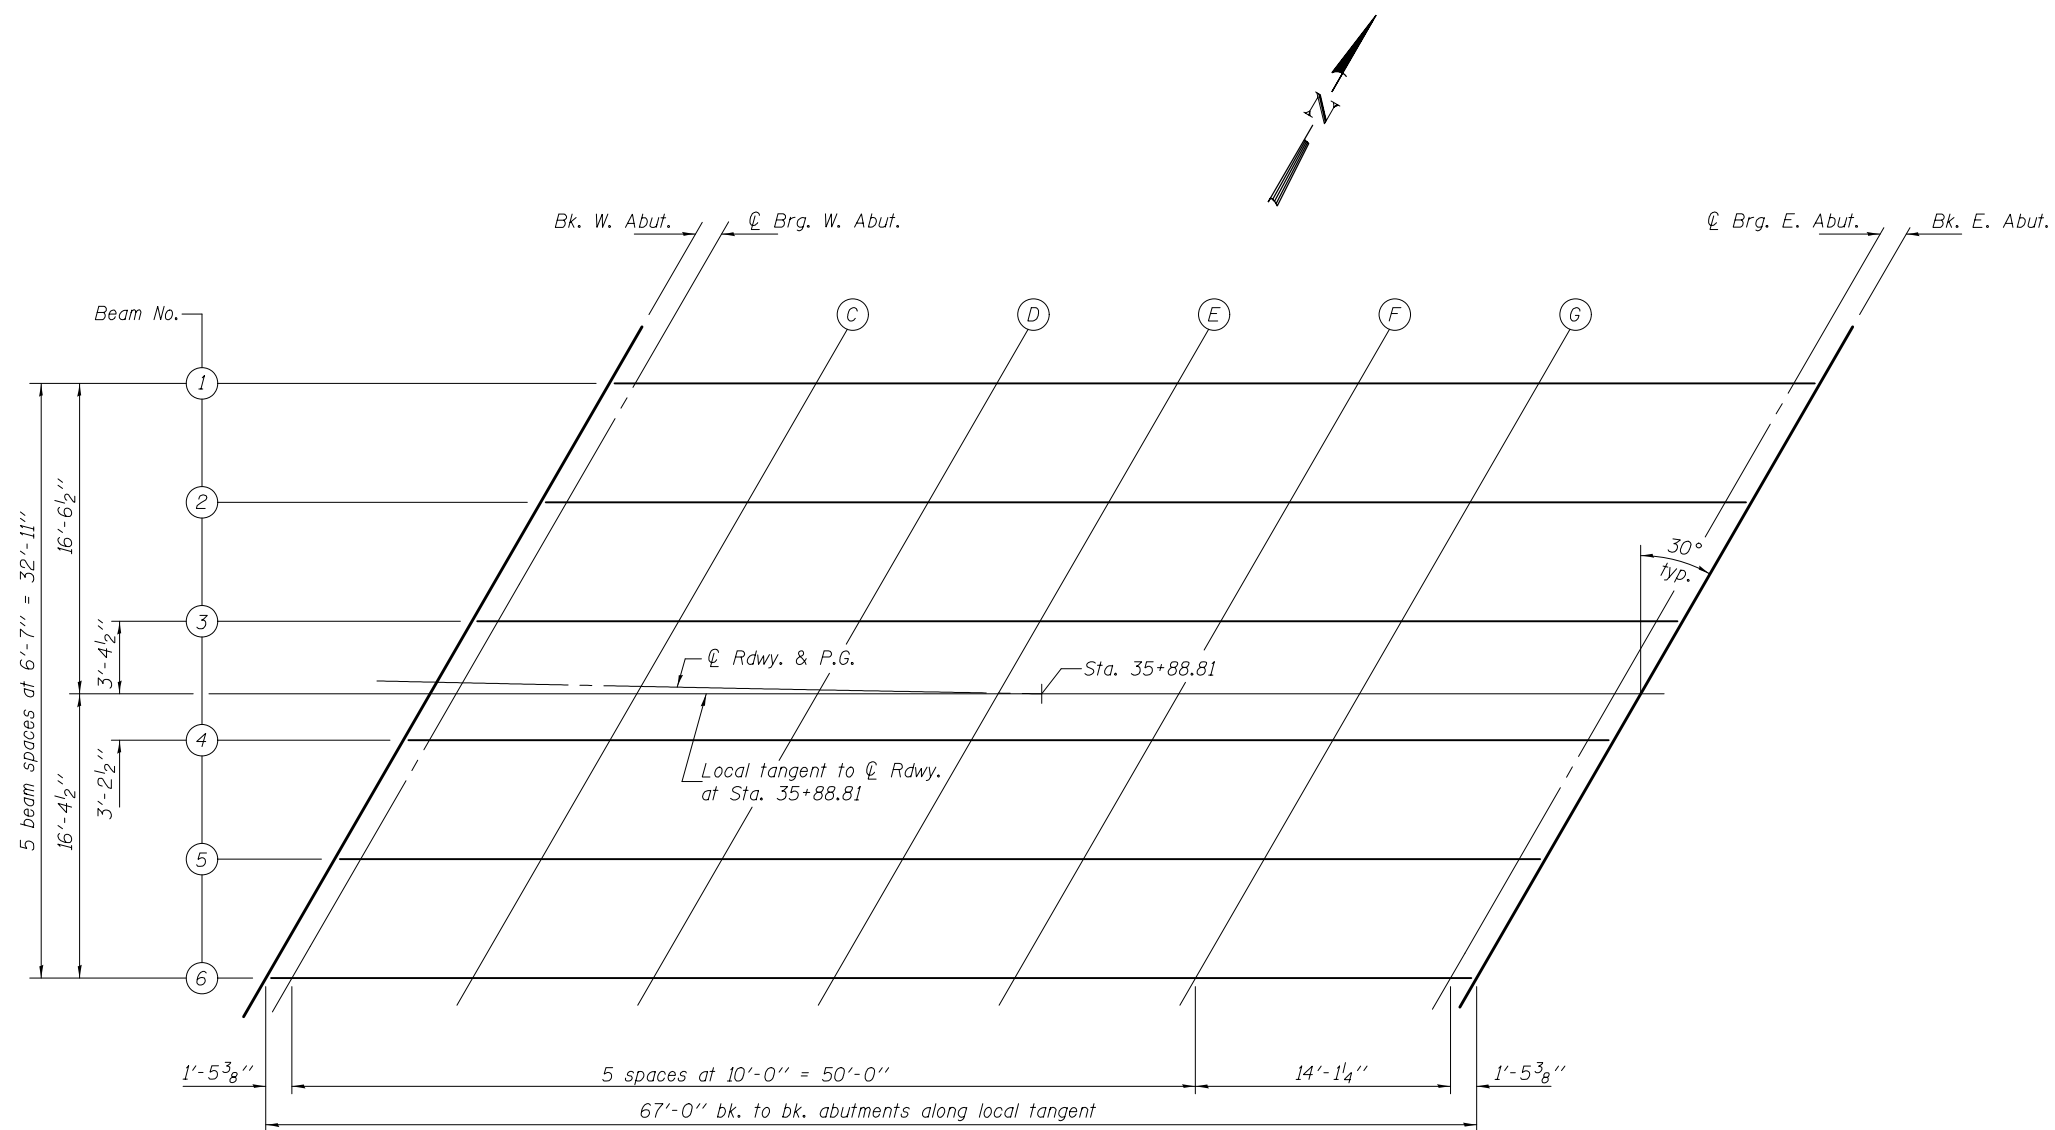 N
Bk. W. Abut.
℄ Brg. W. Abut.
℄ Brg. E. Abut.
Bk. E. Abut.
Beam No.
C
D
E
F
G
1
2
3
4
5
6
5 beam spaces at 6'-7" = 32'-11"
16'-6½"
16'-4½"
3'-4½"
3'-2½"
30°
typ.
℄ Rdwy. & P.G.
Sta. 35+88.81
Local tangent to ℄ Rdwy.
at Sta. 35+88.81
1'-5⅜"
5 spaces at 10'-0" = 50'-0"
14'-1¼"
1'-5⅜"
67'-0" bk. to bk. abutments along local tangent